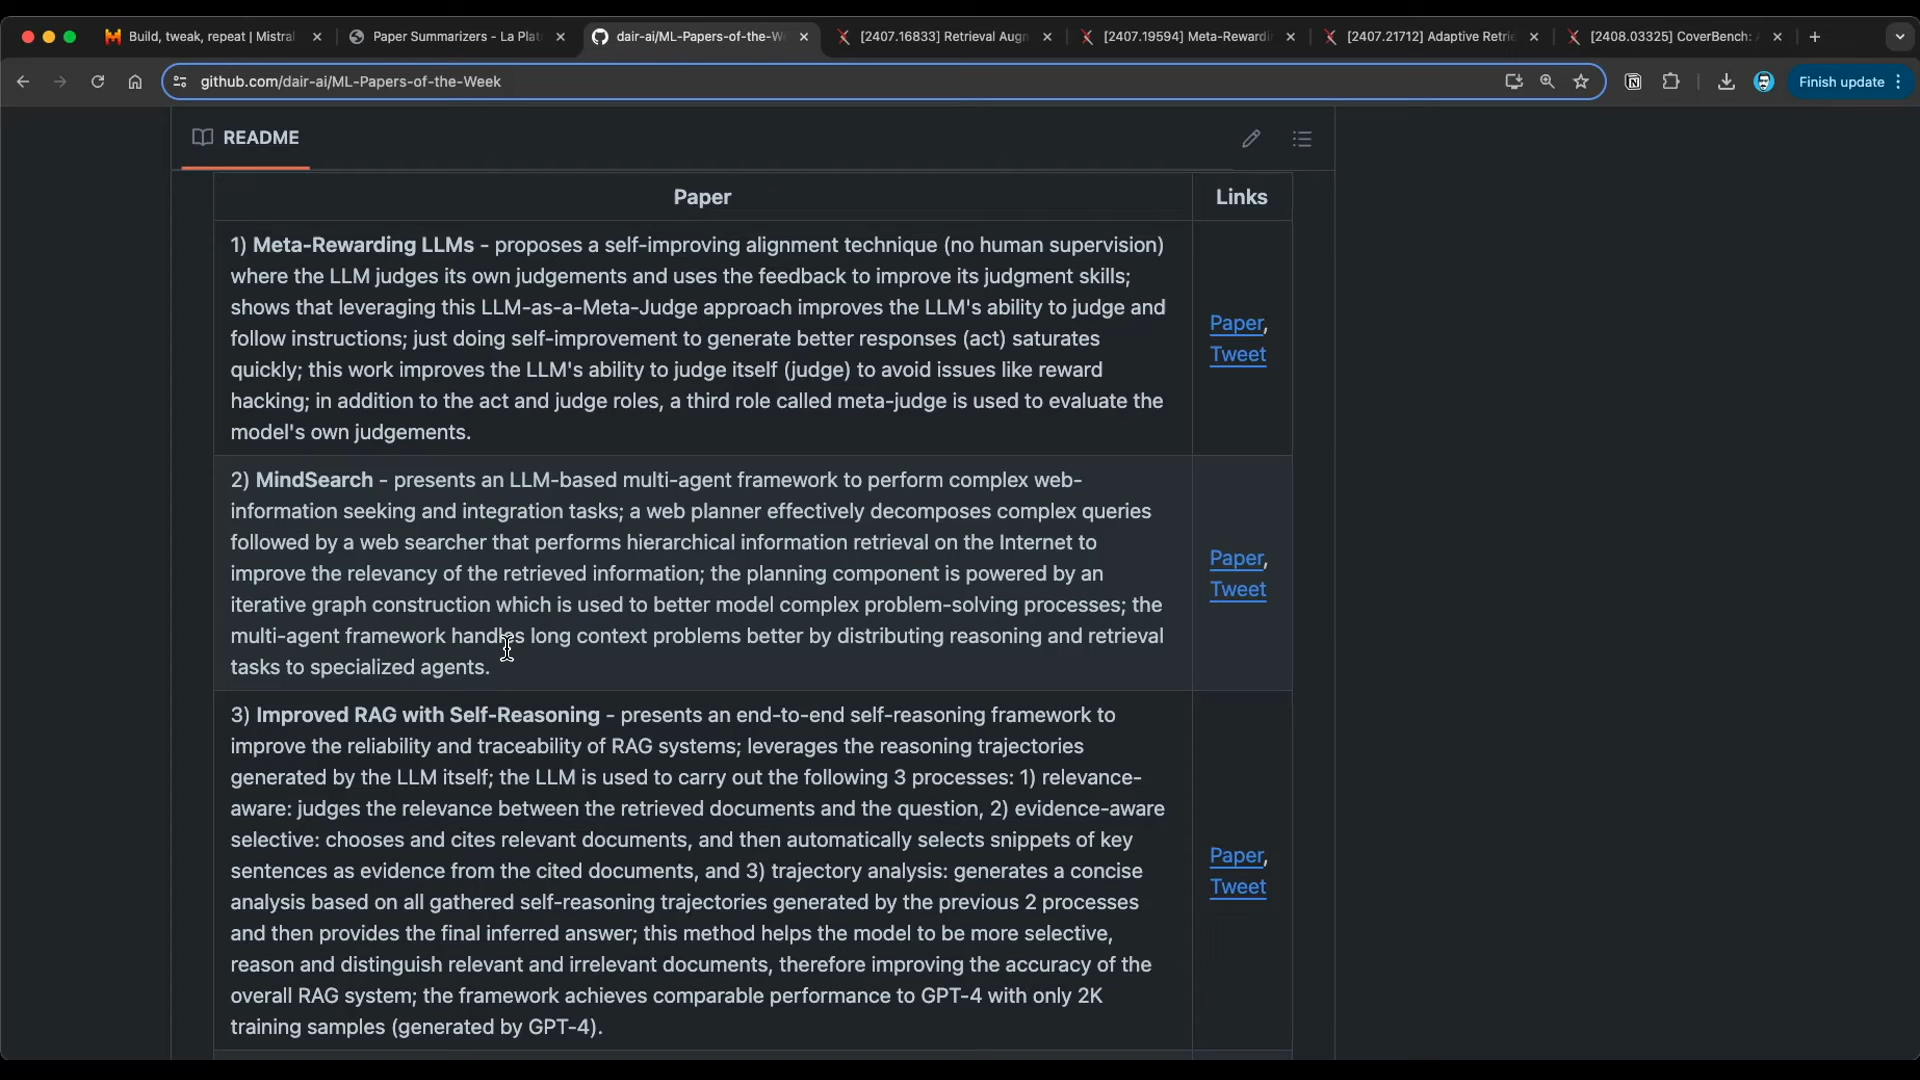 Build, tweak, repeat | Mistral
Paper Summarizers - La Plat
dair-ai/ML-Papers-of-the-W
[2407.16833] Retrieval Aug
[2407.19594] Meta-Rewardi
[2407.21712] Adaptive Retrie
[2408.03325] CoverBench:
github.com/dair-ai/ML-Papers-of-the-Week
Finish update
README
Paper
Links
1) Meta-Rewarding LLMs - proposes a self-improving alignment technique (no human supervision)
where the LLM judges its own judgements and uses the feedback to improve its judgment skills;
shows that leveraging this LLM-as-a-Meta-Judge approach improves the LLM's ability to judge and
follow instructions; just doing self-improvement to generate better responses (act) saturates
quickly; this work improves the LLM's ability to judge itself (judge) to avoid issues like reward
hacking; in addition to the act and judge roles, a third role called meta-judge is used to evaluate the
model's own judgements.
Paper,
Tweet
2) MindSearch - presents an LLM-based multi-agent framework to perform complex web-
information seeking and integration tasks; a web planner effectively decomposes complex queries
followed by a web searcher that performs hierarchical information retrieval on the Internet to
improve the relevancy of the retrieved information; the planning component is powered by an
iterative graph construction which is used to better model complex problem-solving processes; the
multi-agent framework handles long context problems better by distributing reasoning and retrieval
tasks to specialized agents.
Paper,
Tweet
3) Improved RAG with Self-Reasoning - presents an end-to-end self-reasoning framework to
improve the reliability and traceability of RAG systems; leverages the reasoning trajectories
generated by the LLM itself; the LLM is used to carry out the following 3 processes: 1) relevance-
aware: judges the relevance between the retrieved documents and the question, 2) evidence-aware
selective: chooses and cites relevant documents, and then automatically selects snippets of key
sentences as evidence from the cited documents, and 3) trajectory analysis: generates a concise
analysis based on all gathered self-reasoning trajectories generated by the previous 2 processes
and then provides the final inferred answer; this method helps the model to be more selective,
reason and distinguish relevant and irrelevant documents, therefore improving the accuracy of the
overall RAG system; the framework achieves comparable performance to GPT-4 with only 2K
training samples (generated by GPT-4).
Paper,
Tweet